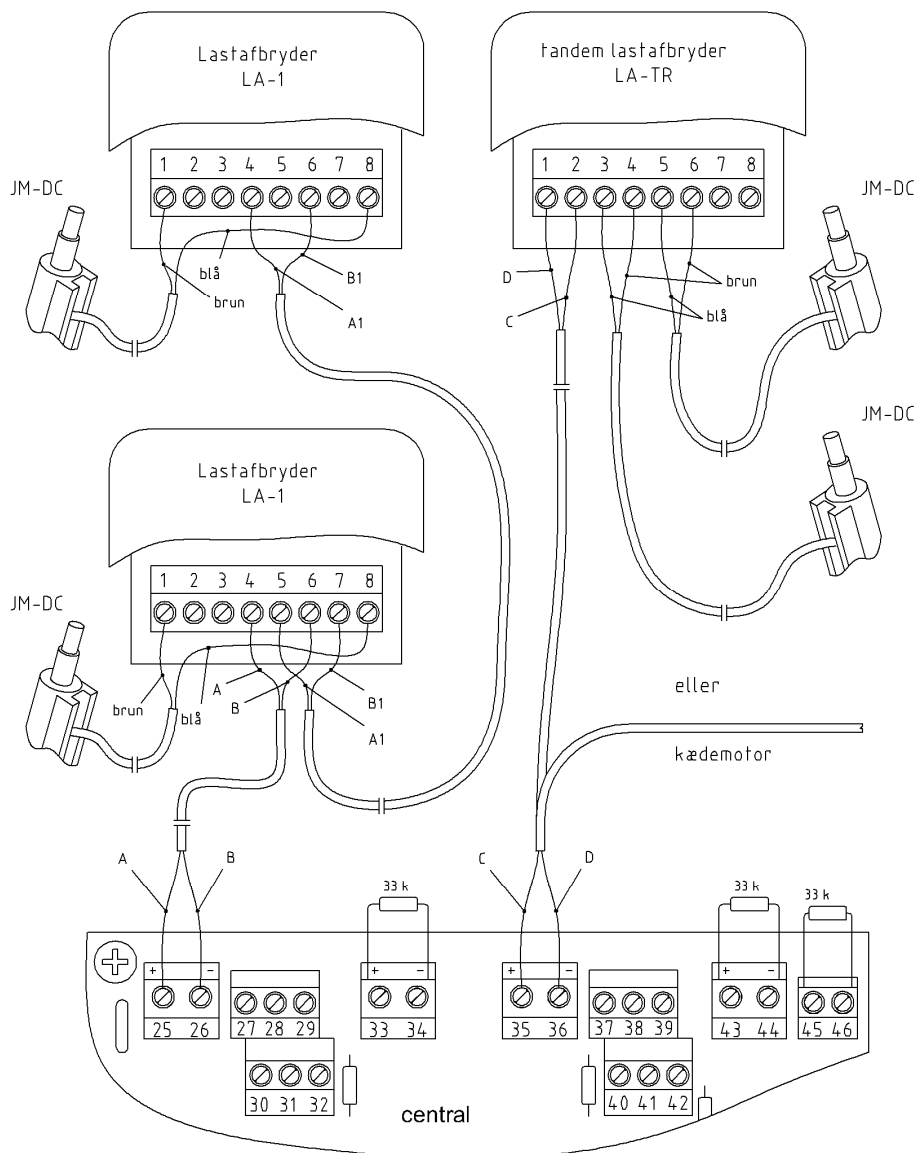 Lastafbryder
LA-1
tandem lastafbryder
LA-TR
1 2 3 4 5 6 7 8
1 2 3 4 5 6 7 8
JM-DC
JM-DC
blå
brun
B1
A1
D
C
brun
blå
JM-DC
Lastafbryder
LA-1
1 2 3 4 5 6 7 8
JM-DC
brun
blå
A
B
B1
A1
eller
kædemotor
A
B
C
D
33 k
33 k
33 k
+ -
+ -
+ -
+ -
25 26
27 28 29
33 34
35 36
37 38 39
43 44
45 46
30 31 32
40 41 42
central